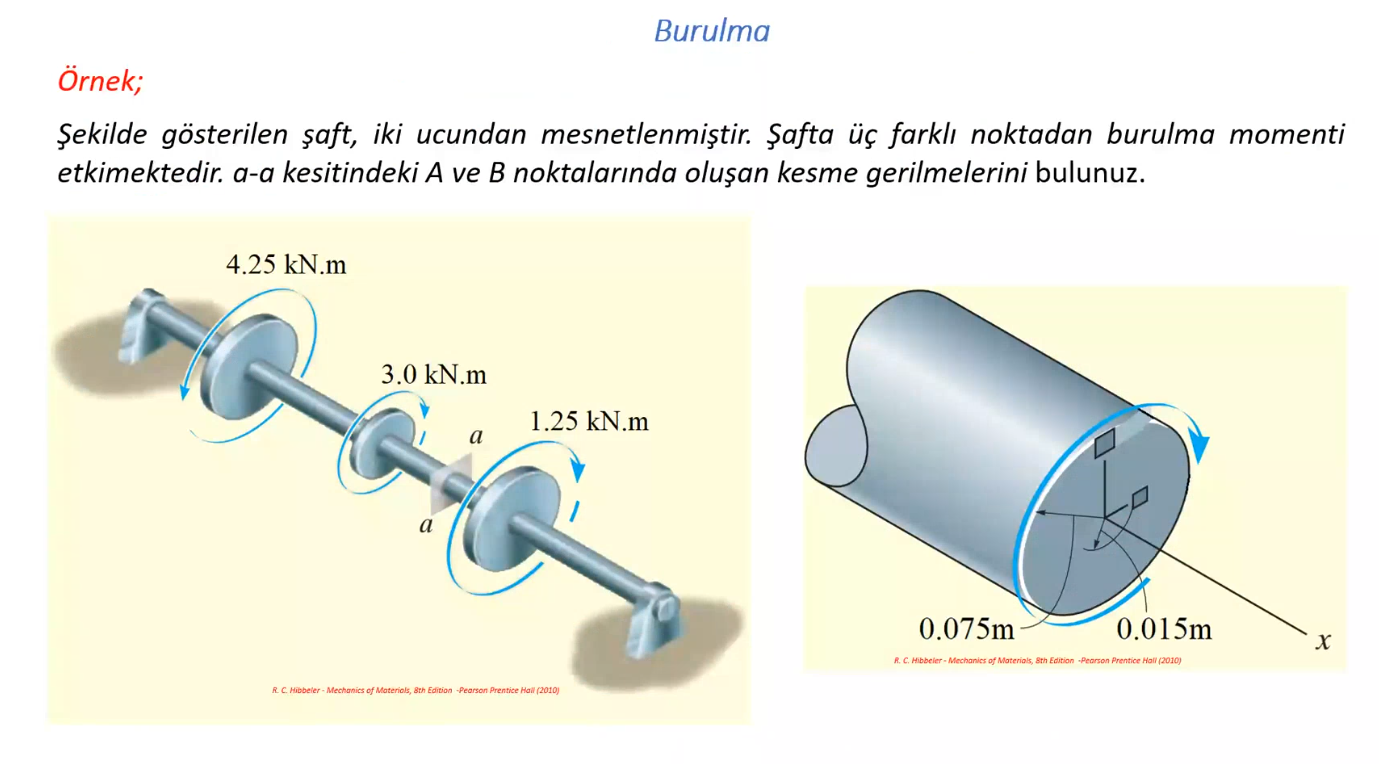 Burulma
Örnek;
Şekilde gösterilen şaft, iki ucundan mesnetlenmiştir. Şafta üç farklı noktadan burulma momenti
etkimektedir. a-a kesitindeki A ve B noktalarında oluşan kesme gerilmelerini bulunuz.
4.25 kN.m
3.0 kN.m
1.25 kN.m
a
a
R. C. Hibbeler - Mechanics of Materials, 8th Edition -Pearson Prentice Hall (2010)
0.075m
0.015m
x
R. C. Hibbeler - Mechanics of Materials, 8th Edition -Pearson Prentice Hall (2010)